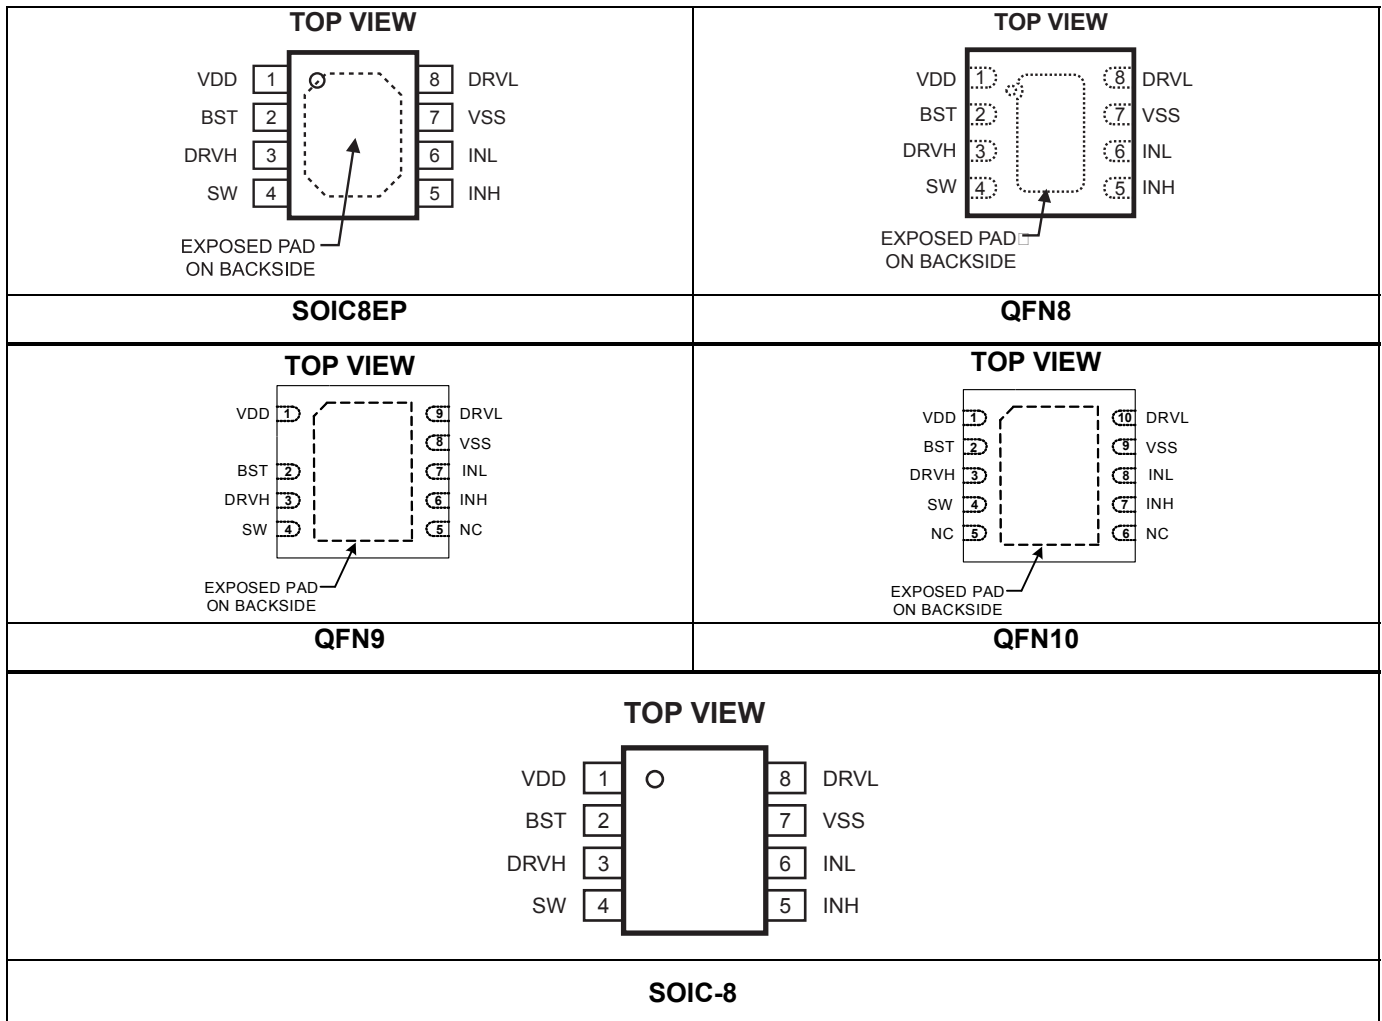 TOP VIEW
VDD 1 8 DRVL
BST 2 7 VSS
DRVH 3 6 INL
SW 4 5 INH
EXPOSED PAD
ON BACKSIDE
SOIC8EP
TOP VIEW
VDD 1 8 DRVL
BST 2 7 VSS
DRVH 3 6 INL
SW 4 5 INH
EXPOSED PAD□
ON BACKSIDE
QFN8
TOP VIEW
VDD 1 9 DRVL
8 VSS
BST 2 7 INL
DRVH 3 6 INH
SW 4 5 NC
EXPOSED PAD
ON BACKSIDE
QFN9
TOP VIEW
VDD 1 10 DRVL
BST 2 9 VSS
DRVH 3 8 INL
SW 4 7 INH
NC 5 6 NC
EXPOSED PAD
ON BACKSIDE
QFN10
TOP VIEW
VDD 1 8 DRVL
BST 2 7 VSS
DRVH 3 6 INL
SW 4 5 INH
SOIC-8